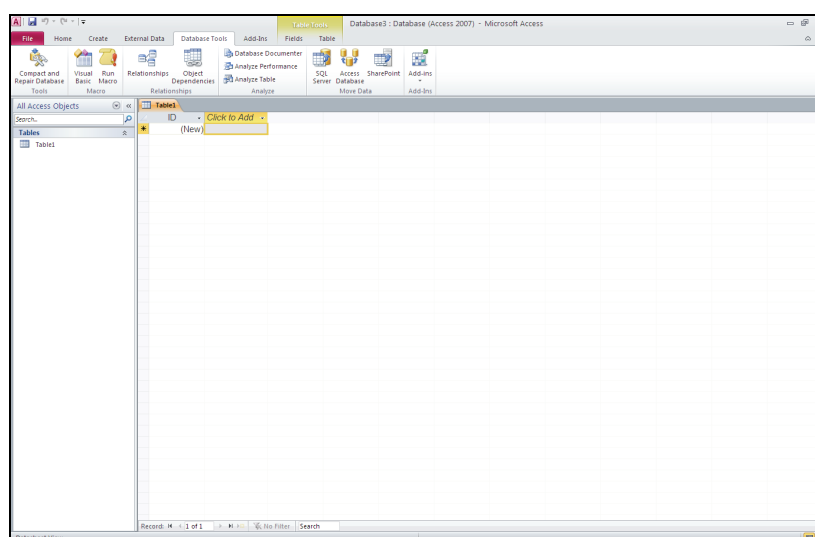 Table Tools Database3 : Database (Access 2007) - Microsoft Access
File Home Create External Data Database Tools Add-Ins Fields Table
Compact and Repair Database
Visual Basic
Run Macro
Relationships
Object Dependencies
Database Documenter
Analyze Performance
Analyze Table
SQL Server
Access Database
SharePoint
Add-ins
Tools Macro Relationships Analyze Move Data Add-Ins
All Access Objects
Search..
Tables
Table1
Table1
ID Click to Add
(New)
Record: 1 of 1 No Filter Search
Datasheet View